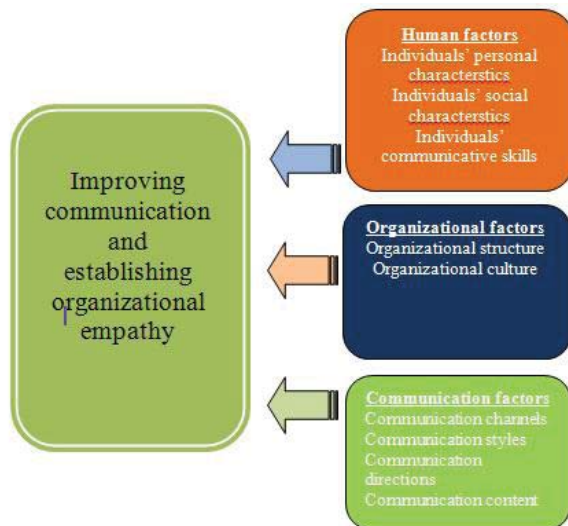 Improving
communication
and
establishing
organizational
empathy
Human factors
Individuals' personal
characterstics
Individuals' social
characterstics
Individuals'
communicative skills
Organizational factors
Organizational structure
Organizational culture
Communication factors
Communication channels
Communication styles
Communication
directions
Communication content